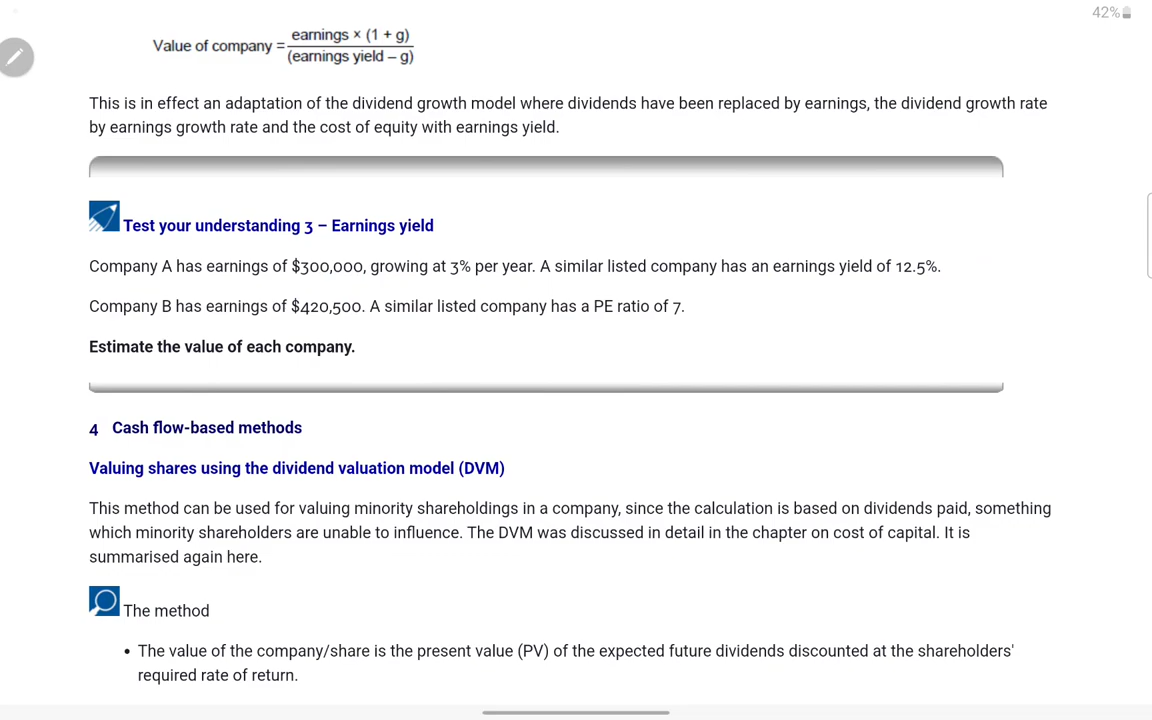 42%
Value of company = earnings × (1 + g) / (earnings yield – g)
This is in effect an adaptation of the dividend growth model where dividends have been replaced by earnings, the dividend growth rate
by earnings growth rate and the cost of equity with earnings yield.
Test your understanding 3 – Earnings yield
Company A has earnings of $300,000, growing at 3% per year. A similar listed company has an earnings yield of 12.5%.
Company B has earnings of $420,500. A similar listed company has a PE ratio of 7.
Estimate the value of each company.
4 Cash flow-based methods
Valuing shares using the dividend valuation model (DVM)
This method can be used for valuing minority shareholdings in a company, since the calculation is based on dividends paid, something
which minority shareholders are unable to influence. The DVM was discussed in detail in the chapter on cost of capital. It is
summarised again here.
The method
• The value of the company/share is the present value (PV) of the expected future dividends discounted at the shareholders'
required rate of return.